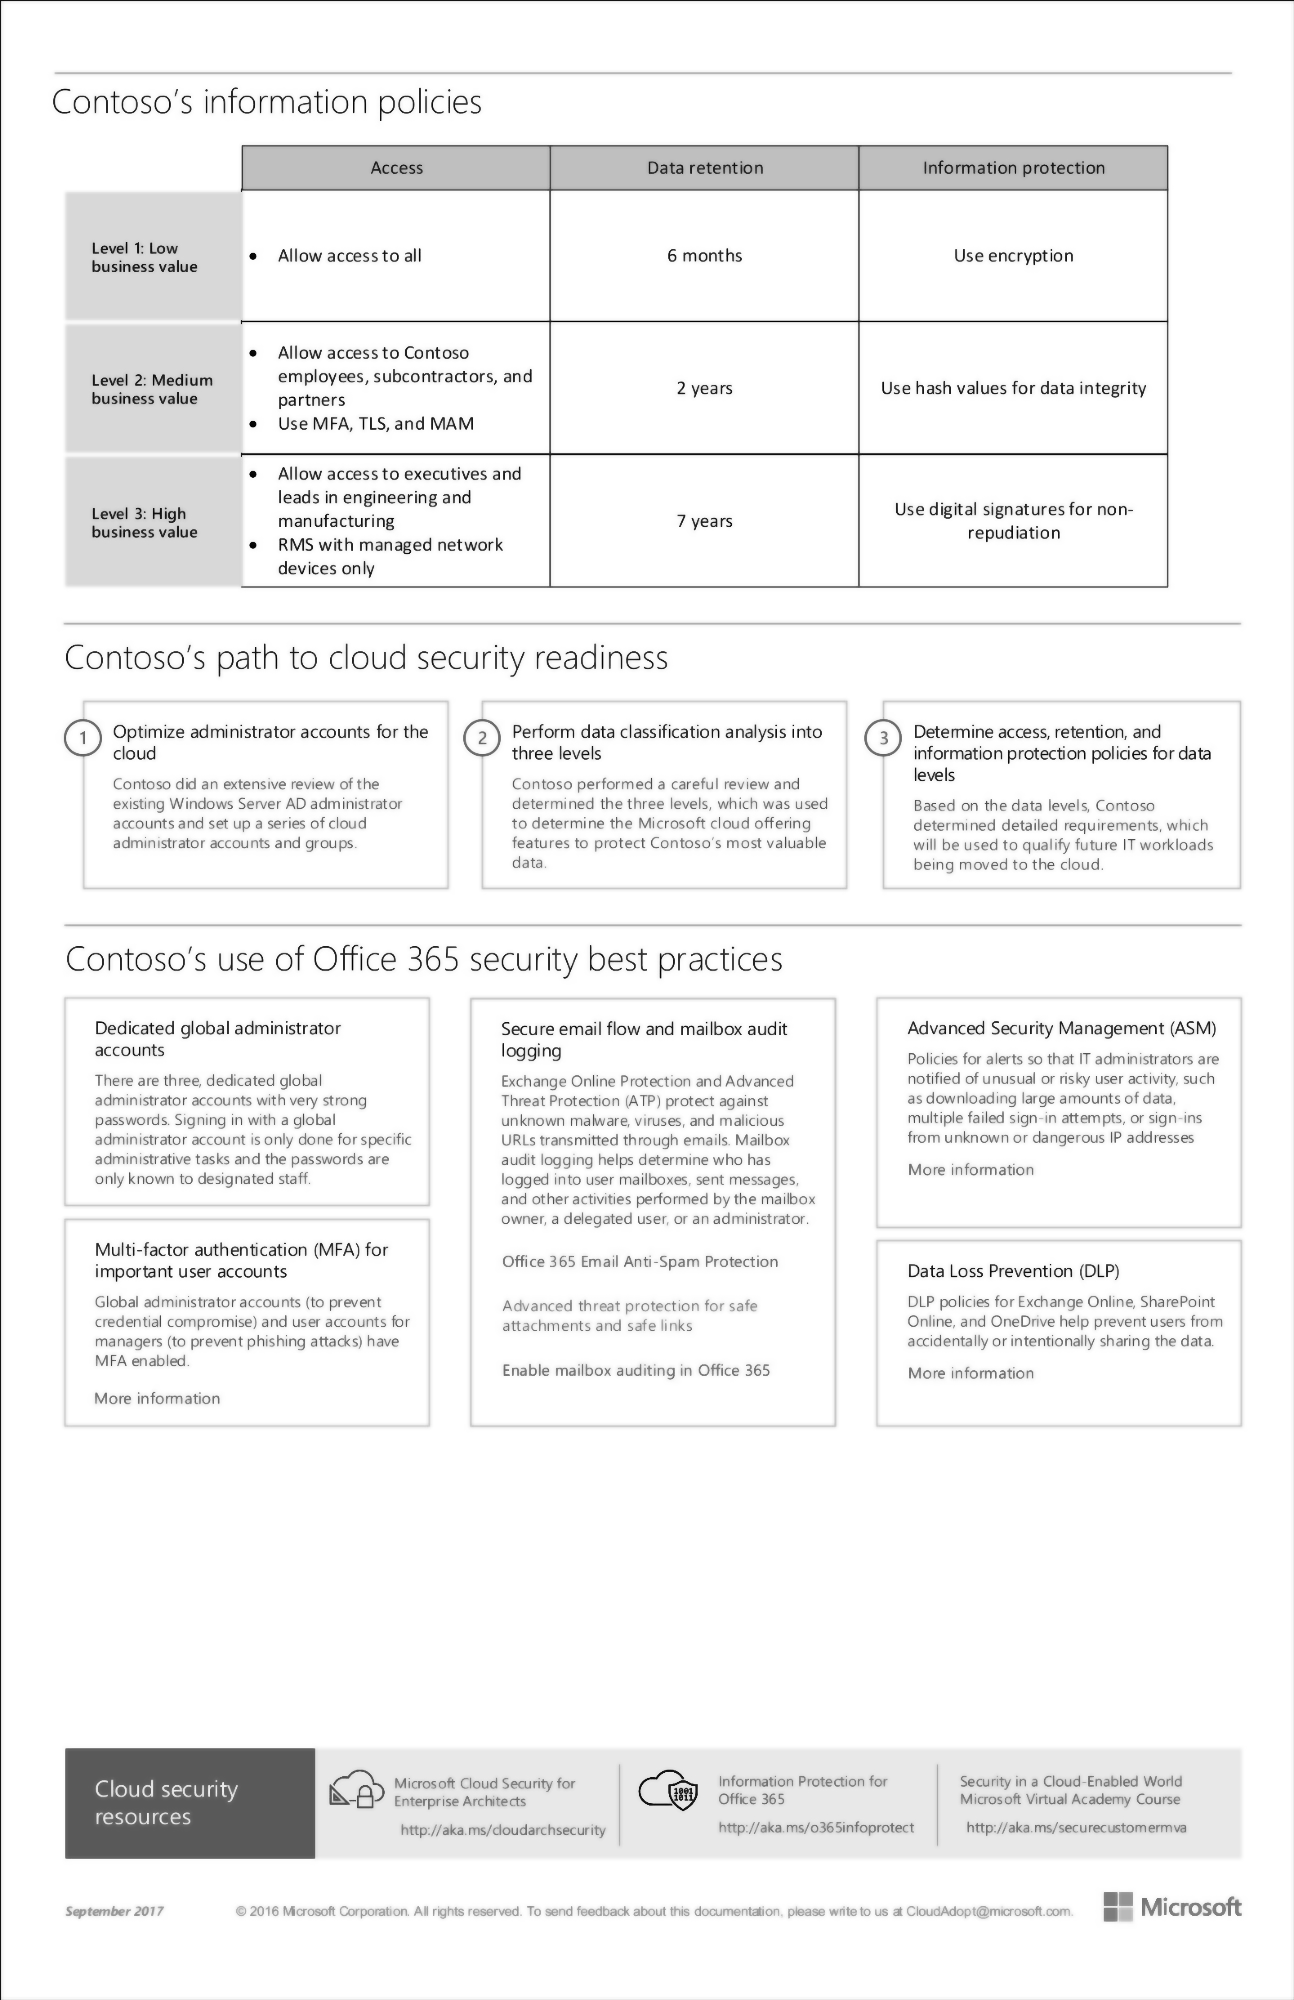 Contoso's information policies
Access
Data retention
Information protection
Level 1: Low
business value
• Allow access to all
6 months
Use encryption
Level 2: Medium
business value
• Allow access to Contoso
employees, subcontractors, and
partners
• Use MFA, TLS, and MAM
2 years
Use hash values for data integrity
Level 3: High
business value
• Allow access to executives and
leads in engineering and
manufacturing
• RMS with managed network
devices only
7 years
Use digital signatures for non-
repudiation
Contoso's path to cloud security readiness
1
Optimize administrator accounts for the
cloud
Contoso did an extensive review of the
existing Windows Server AD administrator
accounts and set up a series of cloud
administrator accounts and groups.
2
Perform data classification analysis into
three levels
Contoso performed a careful review and
determined the three levels, which was used
to determine the Microsoft cloud offering
features to protect Contoso's most valuable
data.
3
Determine access, retention, and
information protection policies for data
levels
Based on the data levels, Contoso
determined detailed requirements, which
will be used to qualify future IT workloads
being moved to the cloud.
Contoso's use of Office 365 security best practices
Dedicated global administrator
accounts
There are three, dedicated global
administrator accounts with very strong
passwords. Signing in with a global
administrator account is only done for specific
administrative tasks and the passwords are
only known to designated staff.
Multi-factor authentication (MFA) for
important user accounts
Global administrator accounts (to prevent
credential compromise) and user accounts for
managers (to prevent phishing attacks) have
MFA enabled.
More information
Secure email flow and mailbox audit
logging
Exchange Online Protection and Advanced
Threat Protection (ATP) protect against
unknown malware, viruses, and malicious
URLs transmitted through emails. Mailbox
audit logging helps determine who has
logged into user mailboxes, sent messages,
and other activities performed by the mailbox
owner, a delegated user, or an administrator.
Office 365 Email Anti-Spam Protection
Advanced threat protection for safe
attachments and safe links
Enable mailbox auditing in Office 365
Advanced Security Management (ASM)
Policies for alerts so that IT administrators are
notified of unusual or risky user activity, such
as downloading large amounts of data,
multiple failed sign-in attempts, or sign-ins
from unknown or dangerous IP addresses
More information
Data Loss Prevention (DLP)
DLP policies for Exchange Online, SharePoint
Online, and OneDrive help prevent users from
accidentally or intentionally sharing the data.
More information
Cloud security
resources
Microsoft Cloud Security for
Enterprise Architects
http://aka.ms/cloudarchsecurity
1001
1011
Information Protection for
Office 365
http://aka.ms/o365infoprotect
Security in a Cloud-Enabled World
Microsoft Virtual Academy Course
http://aka.ms/securecustomermva
September 2017
© 2016 Microsoft Corporation. All rights reserved. To send feedback about this documentation, please write to us at CloudAdopt@microsoft.com.
Microsoft